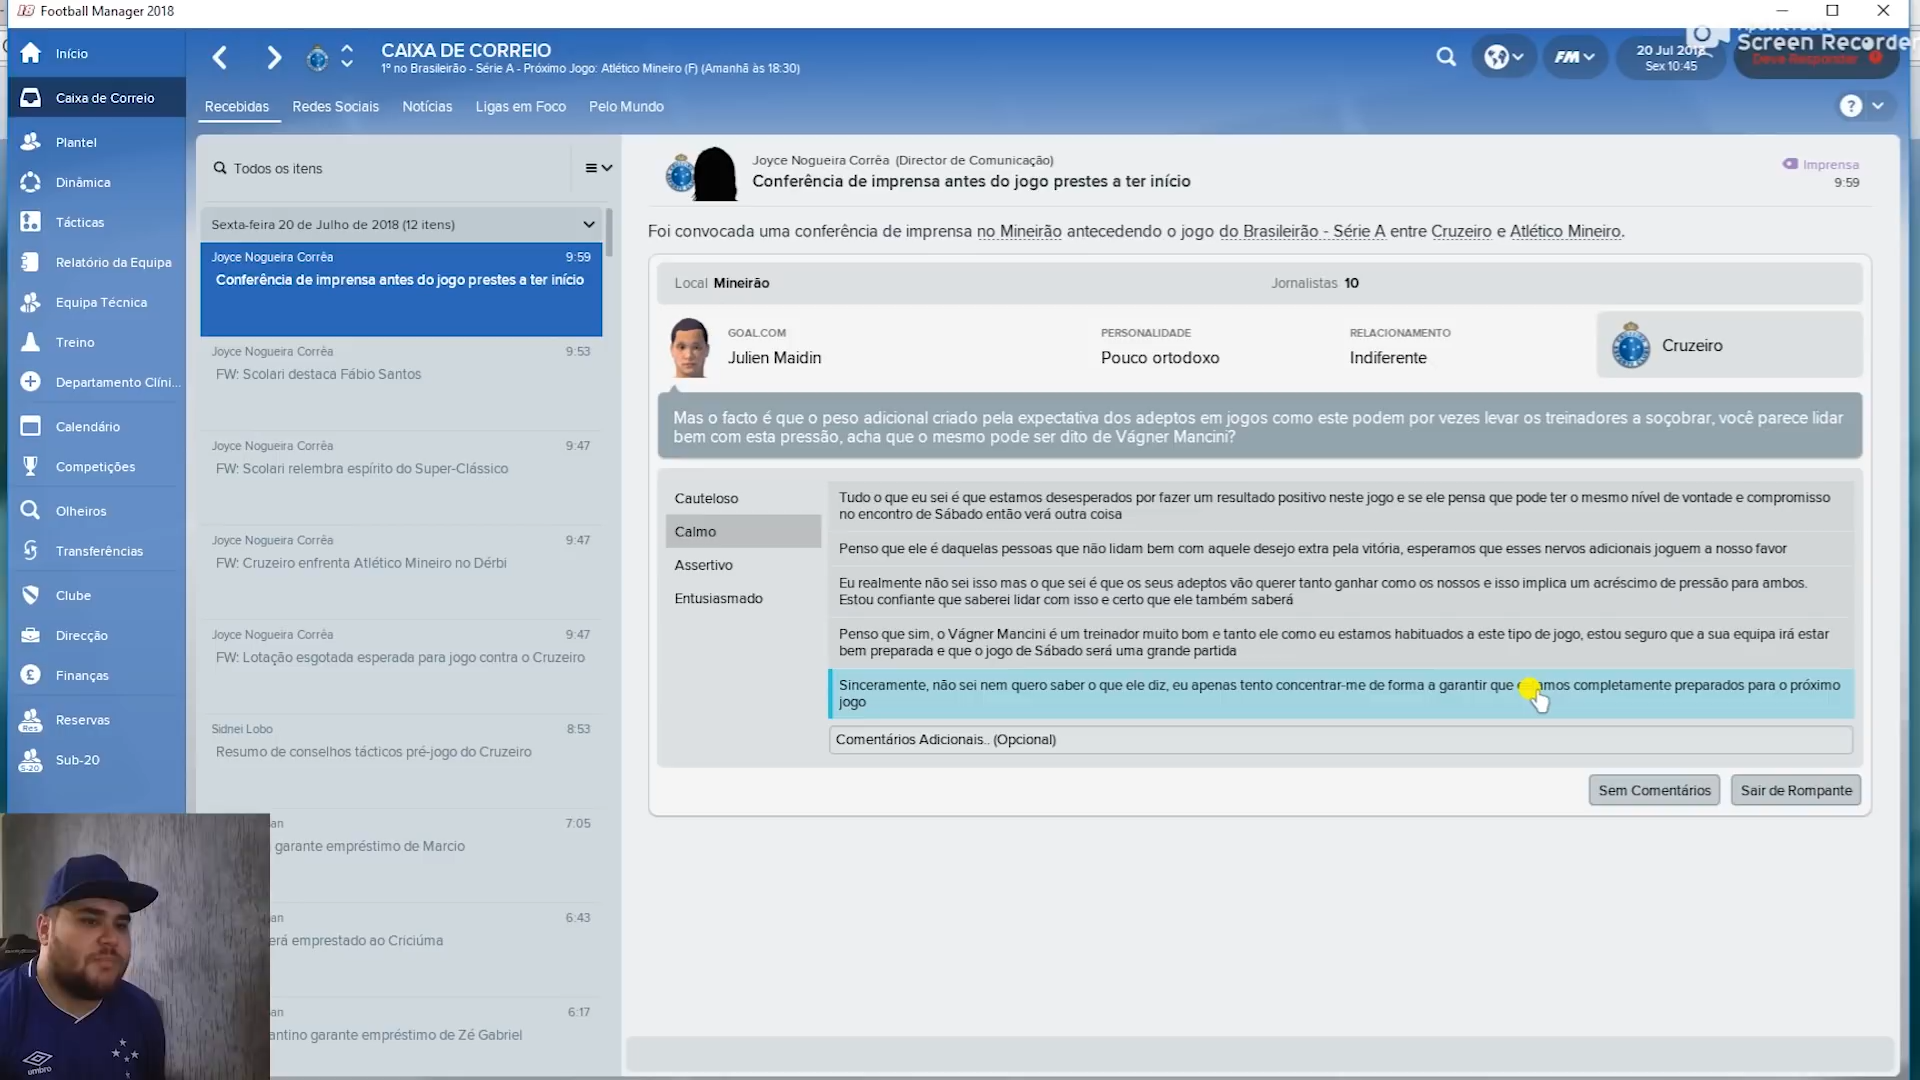 Football Manager 2018
Início
Caixa de Correio
Plantel
Dinâmica
Tácticas
Relatório da Equipa
Equipa Técnica
Treino
Departamento Clíni...
Calendário
Competições
Olheiros
Transferências
Clube
Direcção
Finanças
Reservas
Sub-20
CAIXA DE CORREIO
1º no Brasileirão - Série A - Próximo Jogo: Atlético Mineiro (F) (Amanhã às 18:30)
FM
20 Jul 2018
Sex 10:45
Screen Recorder
Deve Responder
Recebidas
Redes Sociais
Notícias
Ligas em Foco
Pelo Mundo
Todos os itens
Sexta-feira 20 de Julho de 2018 (12 itens)
Joyce Nogueira Corrêa 9:59
Conferência de imprensa antes do jogo prestes a ter início
Joyce Nogueira Corrêa 9:53
FW: Scolari destaca Fábio Santos
Joyce Nogueira Corrêa 9:47
FW: Scolari relembra espírito do Super-Clássico
Joyce Nogueira Corrêa 9:47
FW: Cruzeiro enfrenta Atlético Mineiro no Dérbi
Joyce Nogueira Corrêa 9:47
FW: Lotação esgotada esperada para jogo contra o Cruzeiro
Sidnei Lobo 8:53
Resumo de conselhos tácticos pré-jogo do Cruzeiro
an 7:05
garante empréstimo de Marcio
an 6:43
erá emprestado ao Criciúma
an 6:17
antino garante empréstimo de Zé Gabriel
Joyce Nogueira Corrêa (Director de Comunicação)
Conferência de imprensa antes do jogo prestes a ter início
Imprensa
9:59
Foi convocada uma conferência de imprensa no Mineirão antecedendo o jogo do Brasileirão - Série A entre Cruzeiro e Atlético Mineiro.
Local Mineirão
Jornalistas 10
GOAL.COM
Julien Maidin
PERSONALIDADE
Pouco ortodoxo
RELACIONAMENTO
Indiferente
Cruzeiro
Mas o facto é que o peso adicional criado pela expectativa dos adeptos em jogos como este podem por vezes levar os treinadores a soçobrar, você parece lidar
bem com esta pressão, acha que o mesmo pode ser dito de Vágner Mancini?
Cauteloso
Calmo
Assertivo
Entusiasmado
Tudo o que eu sei é que estamos desesperados por fazer um resultado positivo neste jogo e se ele pensa que pode ter o mesmo nível de vontade e compromisso
no encontro de Sábado então verá outra coisa
Penso que ele é daquelas pessoas que não lidam bem com aquele desejo extra pela vitória, esperamos que esses nervos adicionais joguem a nosso favor
Eu realmente não sei isso mas o que sei é que os seus adeptos vão querer tanto ganhar como os nossos e isso implica um acréscimo de pressão para ambos.
Estou confiante que saberei lidar com isso e certo que ele também saberá
Penso que sim, o Vágner Mancini é um treinador muito bom e tanto ele como eu estamos habituados a este tipo de jogo, estou seguro que a sua equipa irá estar
bem preparada e que o jogo de Sábado será uma grande partida
Sinceramente, não sei nem quero saber o que ele diz, eu apenas tento concentrar-me de forma a garantir que estamos completamente preparados para o próximo
jogo
Comentários Adicionais.. (Opcional)
Sem Comentários
Sair de Rompante
umbro